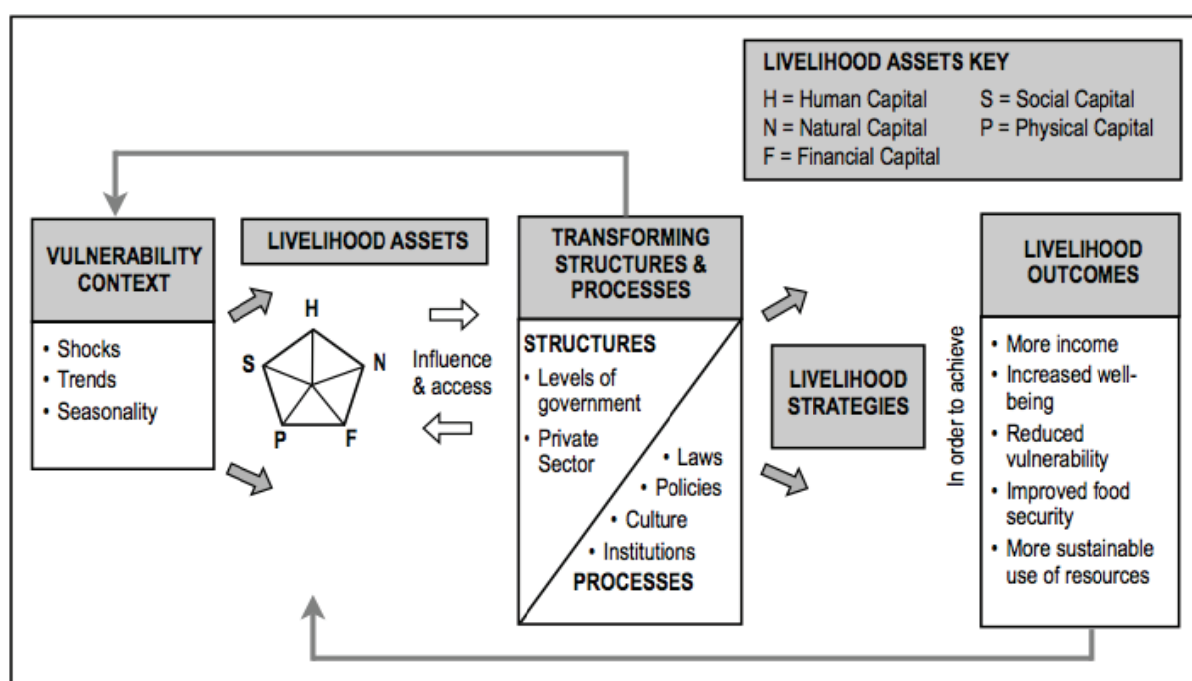 LIVELIHOOD ASSETS KEY
H = Human Capital
S = Social Capital
N = Natural Capital
P = Physical Capital
F = Financial Capital
VULNERABILITY
CONTEXT
• Shocks
• Trends
• Seasonality
LIVELIHOOD ASSETS
H
S
N
P
F
Influence
& access
TRANSFORMING
STRUCTURES &
PROCESSES
STRUCTURES
• Levels of
government
• Private
Sector
• Laws
• Policies
• Culture
• Institutions
PROCESSES
LIVELIHOOD
STRATEGIES
In order to achieve
LIVELIHOOD
OUTCOMES
• More income
• Increased well-
being
• Reduced
vulnerability
• Improved food
security
• More sustainable
use of resources